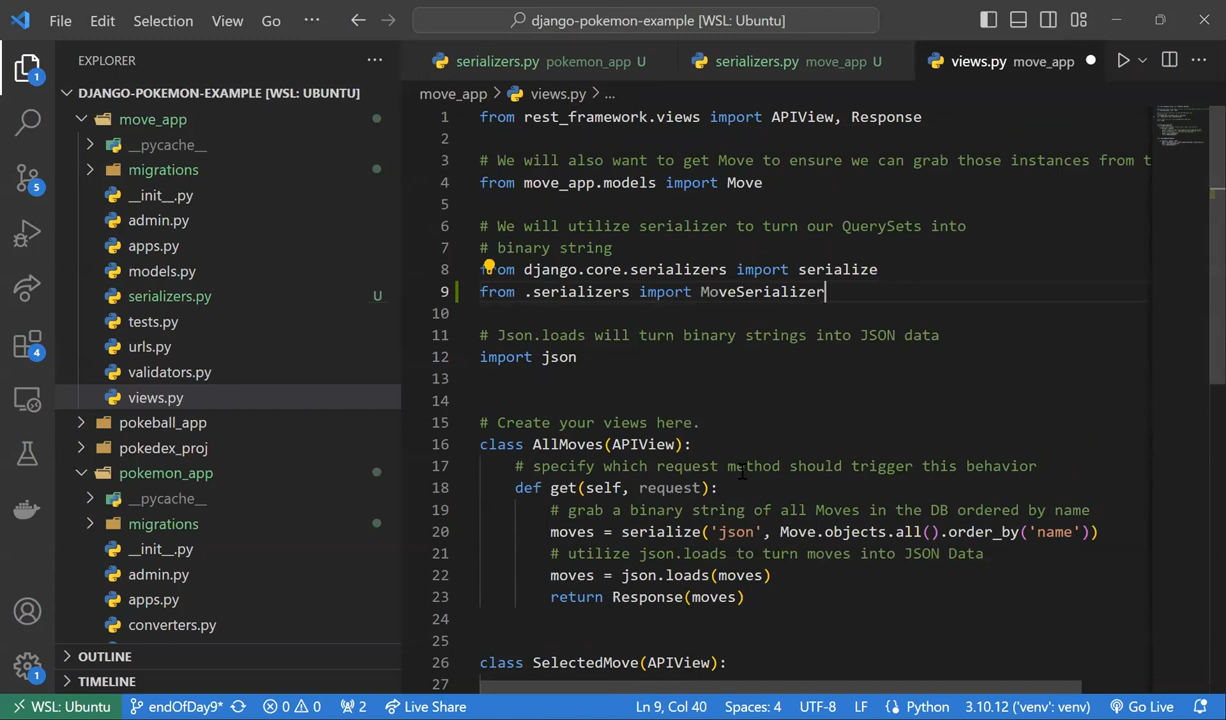 File Edit Selection View Go ··· django-pokemon-example [WSL: Ubuntu]
EXPLORER ···
serializers.py pokemon_app U
serializers.py move_app U
views.py move_app
DJANGO-POKEMON-EXAMPLE [WSL: UBUNTU]
move_app
__pycache__
migrations
__init__.py
admin.py
apps.py
models.py
serializers.py U
tests.py
urls.py
validators.py
views.py
pokeball_app
pokedex_proj
pokemon_app
__pycache__
migrations
__init__.py
admin.py
apps.py
converters.py
OUTLINE
TIMELINE
1
5
4
1
move_app > views.py > ...
1 from rest_framework.views import APIView, Response
2
3 # We will also want to get Move to ensure we can grab those instances from t
4 from move_app.models import Move
5
6 # We will utilize serializer to turn our QuerySets into
7 # binary string
8 from django.core.serializers import serialize
9 from .serializers import MoveSerializer
10
11 # Json.loads will turn binary strings into JSON data
12 import json
13
14
15 # Create your views here.
16 class AllMoves(APIView):
17 # specify which request method should trigger this behavior
18 def get(self, request):
19 # grab a binary string of all Moves in the DB ordered by name
20 moves = serialize('json', Move.objects.all().order_by('name'))
21 # utilize json.loads to turn moves into JSON Data
22 moves = json.loads(moves)
23 return Response(moves)
24
25
26 class SelectedMove(APIView):
27
WSL: Ubuntu endOfDay9* 0 0 2 Live Share Ln 9, Col 40 Spaces: 4 UTF-8 LF Python 3.10.12 ('venv': venv) Go Live